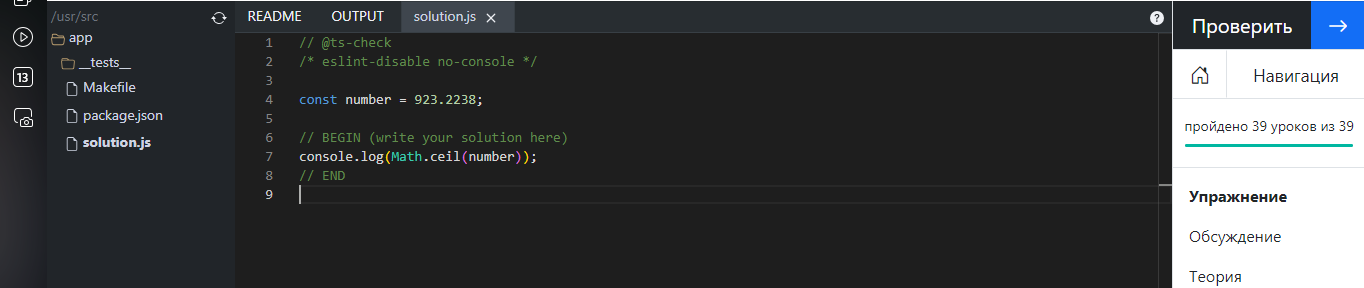 /usr/src
app
__tests__
Makefile
package.json
solution.js
13
README OUTPUT solution.js
1 // @ts-check
2 /* eslint-disable no-console */
3
4 const number = 923.2238;
5
6 // BEGIN (write your solution here)
7 console.log(Math.ceil(number));
8 // END
9
?
Проверить
Навигация
пройдено 39 уроков из 39
Упражнение
Обсуждение
Теория